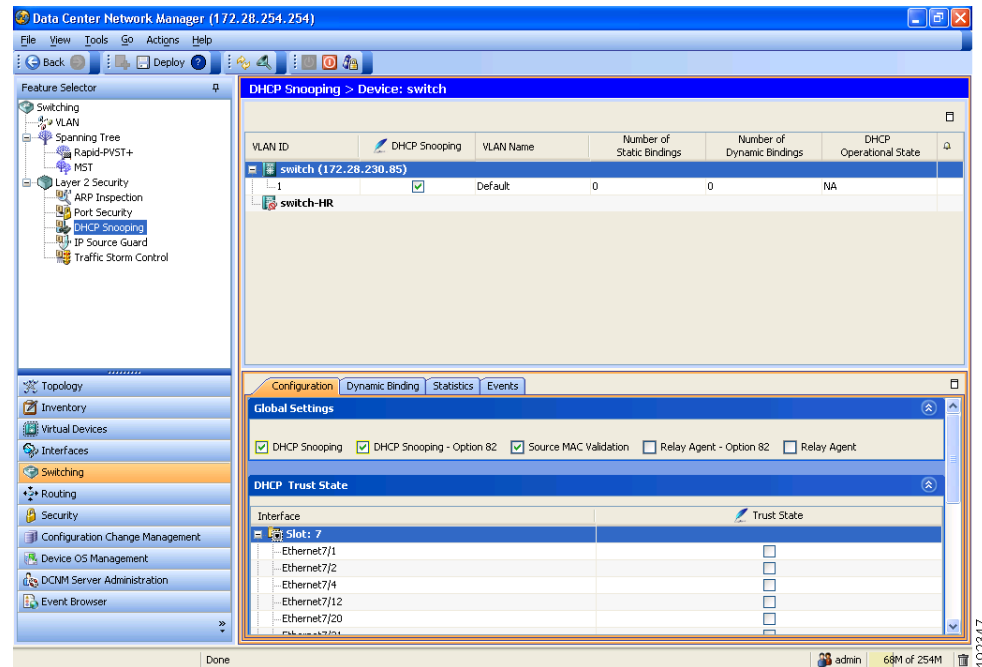 Data Center Network Manager (172.28.254.254)
File View Tools Go Actions Help
Back Deploy
Feature Selector
Switching
VLAN
Spanning Tree
Rapid-PVST+
MST
Layer 2 Security
ARP Inspection
Port Security
DHCP Snooping
IP Source Guard
Traffic Storm Control
Topology
Inventory
Virtual Devices
Interfaces
Switching
Routing
Security
Configuration Change Management
Device OS Management
DCNM Server Administration
Event Browser
DHCP Snooping > Device: switch
VLAN ID DHCP Snooping VLAN Name Number of Static Bindings Number of Dynamic Bindings DHCP Operational State
switch (172.28.230.85)
1 Default 0 0 NA
switch-HR
Configuration Dynamic Binding Statistics Events
Global Settings
DHCP Snooping DHCP Snooping - Option 82 Source MAC Validation Relay Agent - Option 82 Relay Agent
DHCP Trust State
Interface Trust State
Slot: 7
Ethernet7/1
Ethernet7/2
Ethernet7/4
Ethernet7/12
Ethernet7/20
Ethernet7/21
Done admin 68M of 254M
192347